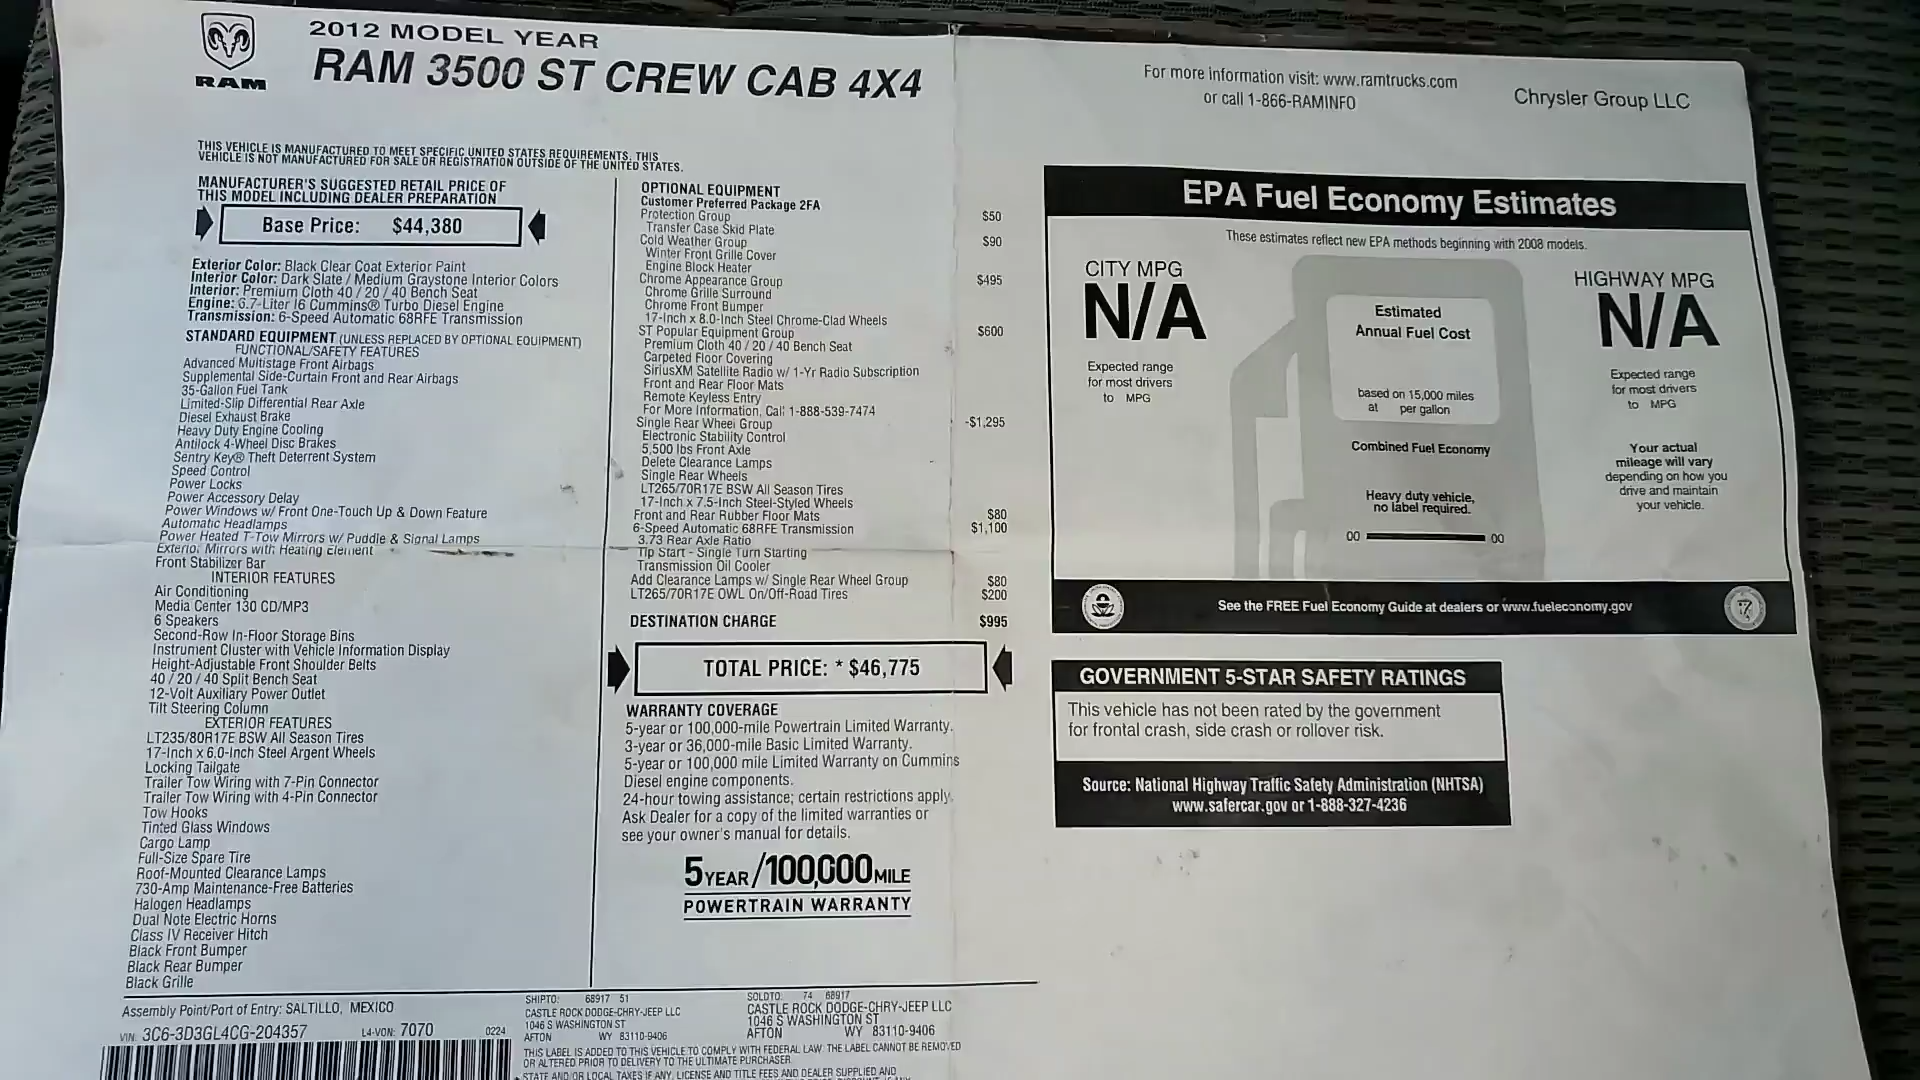 RAM
2012 MODEL YEAR
RAM 3500 ST CREW CAB 4X4
For more information visit: www.ramtrucks.com
or call 1-866-RAMINFO
Chrysler Group LLC
THIS VEHICLE IS MANUFACTURED TO MEET SPECIFIC UNITED STATES REQUIREMENTS. THIS
VEHICLE IS NOT MANUFACTURED FOR SALE OR REGISTRATION OUTSIDE OF THE UNITED STATES.
MANUFACTURER'S SUGGESTED RETAIL PRICE OF
THIS MODEL INCLUDING DEALER PREPARATION
Base Price: $44,380
Exterior Color: Black Clear Coat Exterior Paint
Interior Color: Dark Slate / Medium Graystone Interior Colors
Interior: Premium Cloth 40 / 20 / 40 Bench Seat
Engine: 6.7-Liter I6 Cummins® Turbo Diesel Engine
Transmission: 6-Speed Automatic 68RFE Transmission
STANDARD EQUIPMENT (UNLESS REPLACED BY OPTIONAL EQUIPMENT)
FUNCTIONAL/SAFETY FEATURES
Advanced Multistage Front Airbags
Supplemental Side-Curtain Front and Rear Airbags
35-Gallon Fuel Tank
Limited-Slip Differential Rear Axle
Diesel Exhaust Brake
Heavy Duty Engine Cooling
Antilock 4-Wheel Disc Brakes
Sentry Key® Theft Deterrent System
Speed Control
Power Locks
Power Accessory Delay
Power Windows w/ Front One-Touch Up & Down Feature
Automatic Headlamps
Power Heated T-Tow Mirrors w/ Puddle & Signal Lamps
Exterior Mirrors with Heating Element
Front Stabilizer Bar
INTERIOR FEATURES
Air Conditioning
Media Center 130 CD/MP3
6 Speakers
Second-Row In-Floor Storage Bins
Instrument Cluster with Vehicle Information Display
Height-Adjustable Front Shoulder Belts
40 / 20 / 40 Split Bench Seat
12-Volt Auxiliary Power Outlet
Tilt Steering Column
EXTERIOR FEATURES
LT235/80R17E BSW All Season Tires
17-Inch x 6.0-Inch Steel Argent Wheels
Locking Tailgate
Trailer Tow Wiring with 7-Pin Connector
Trailer Tow Wiring with 4-Pin Connector
Tow Hooks
Tinted Glass Windows
Cargo Lamp
Full-Size Spare Tire
Roof-Mounted Clearance Lamps
730-Amp Maintenance-Free Batteries
Halogen Headlamps
Dual Note Electric Horns
Class IV Receiver Hitch
Black Front Bumper
Black Rear Bumper
Black Grille
OPTIONAL EQUIPMENT
Customer Preferred Package 2FA
Protection Group $50
Transfer Case Skid Plate
Cold Weather Group $90
Winter Front Grille Cover
Engine Block Heater
Chrome Appearance Group $495
Chrome Grille Surround
Chrome Front Bumper
17-Inch x 8.0-Inch Steel Chrome-Clad Wheels
ST Popular Equipment Group $600
Premium Cloth 40 / 20 / 40 Bench Seat
Carpeted Floor Covering
SiriusXM Satellite Radio w/ 1-Yr Radio Subscription
Front and Rear Floor Mats
Remote Keyless Entry
For More Information, Call 1-888-539-7474
Single Rear Wheel Group -$1,295
Electronic Stability Control
5,500 lbs Front Axle
Delete Clearance Lamps
Single Rear Wheels
LT265/70R17E BSW All Season Tires
17-Inch x 7.5-Inch Steel-Styled Wheels
Front and Rear Rubber Floor Mats $80
6-Speed Automatic 68RFE Transmission $1,100
3.73 Rear Axle Ratio
Tip Start - Single Turn Starting
Transmission Oil Cooler
Add Clearance Lamps w/ Single Rear Wheel Group $80
LT265/70R17E OWL On/Off-Road Tires $200
DESTINATION CHARGE $995
TOTAL PRICE: * $46,775
WARRANTY COVERAGE
5-year or 100,000-mile Powertrain Limited Warranty.
3-year or 36,000-mile Basic Limited Warranty.
5-year or 100,000 mile Limited Warranty on Cummins
Diesel engine components.
24-hour towing assistance; certain restrictions apply.
Ask Dealer for a copy of the limited warranties or
see your owner's manual for details.
5 YEAR / 100,000 MILE
POWERTRAIN WARRANTY
EPA Fuel Economy Estimates
These estimates reflect new EPA methods beginning with 2008 models.
CITY MPG
N/A
Expected range
for most drivers
to MPG
Estimated
Annual Fuel Cost
based on 15,000 miles
at per gallon
Combined Fuel Economy
Heavy duty vehicle,
no label required.
00 00
HIGHWAY MPG
N/A
Expected range
for most drivers
to MPG
Your actual
mileage will vary
depending on how you
drive and maintain
your vehicle.
See the FREE Fuel Economy Guide at dealers or www.fueleconomy.gov
GOVERNMENT 5-STAR SAFETY RATINGS
This vehicle has not been rated by the government
for frontal crash, side crash or rollover risk.
Source: National Highway Traffic Safety Administration (NHTSA)
www.safercar.gov or 1-888-327-4236
Assembly Point/Port of Entry: SALTILLO, MEXICO
VIN: 3C6-3D3GL4CG-204357 L4-VON: 7070 0224
SHIPTO: 68917 51
CASTLE ROCK DODGE-CHRY-JEEP LLC
1046 S WASHINGTON ST
AFTON WY 83110-9406
SOLDTO: 74 68917
CASTLE ROCK DODGE-CHRY-JEEP LLC
1046 S WASHINGTON ST
AFTON WY 83110-9406
THIS LABEL IS ADDED TO THIS VEHICLE TO COMPLY WITH FEDERAL LAW. THE LABEL CANNOT BE REMOVED
OR ALTERED PRIOR TO DELIVERY TO THE ULTIMATE PURCHASER.
* STATE AND/OR LOCAL TAXES IF ANY, LICENSE AND TITLE FEES AND DEALER SUPPLIED AND